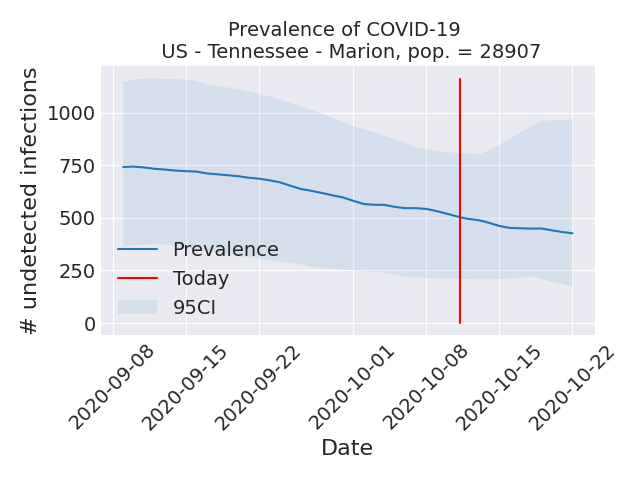 Prevalence of COVID-19
US - Tennessee - Marion, pop. = 28907
# undetected infections
1000
750
500
250
0
Prevalence
Today
95CI
2020-09-08
2020-09-15
2020-09-22
2020-10-01
2020-10-08
2020-10-15
2020-10-22
Date